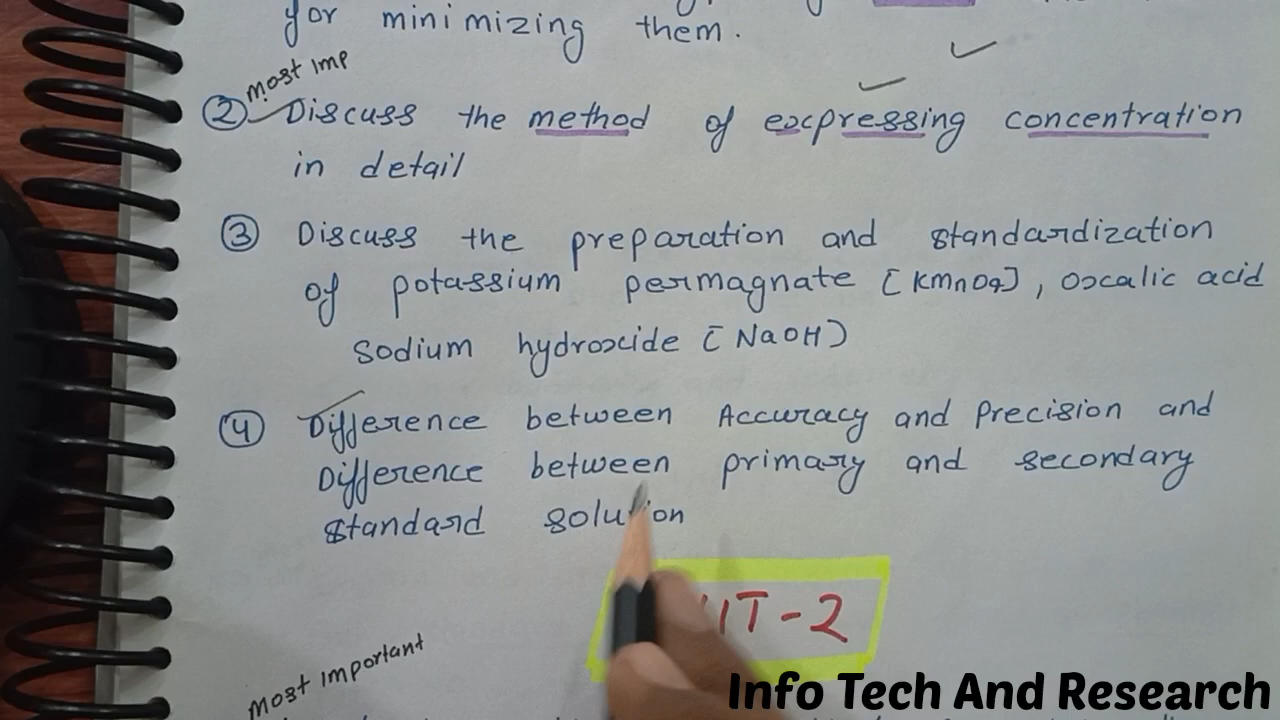 for minimizing them.
most imp
② Discuss the method of expressing concentration
in detail
③ Discuss the preparation and standardization
of potassium permagnate [KMnO4], oxalic acid
sodium hydroxide [NaOH]
④ Difference between Accuracy and Precision and
Difference between primary and secondary
standard solution
IT-2
most important
Info Tech And Research